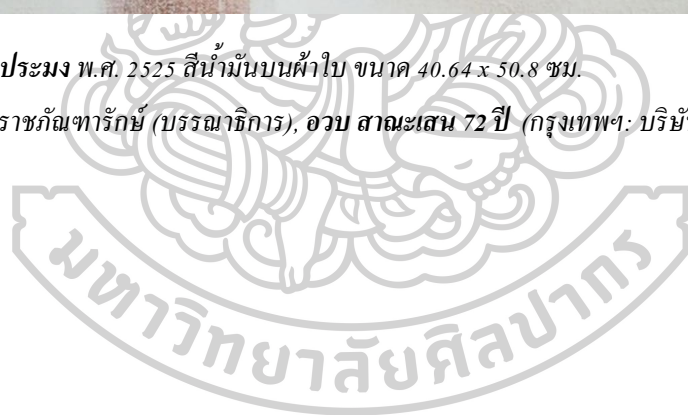 ประมง พ.ศ. 2525 สีน้ำมันบนผ้าใบ ขนาด 40.64 x 50.8 ซม.
ราชภัณฑารักษ์ (บรรณาธิการ), อวบ สาณะเสน 72 ปี (กรุงเทพฯ: บริษั
มหาวิทยาลัยศิลปากร